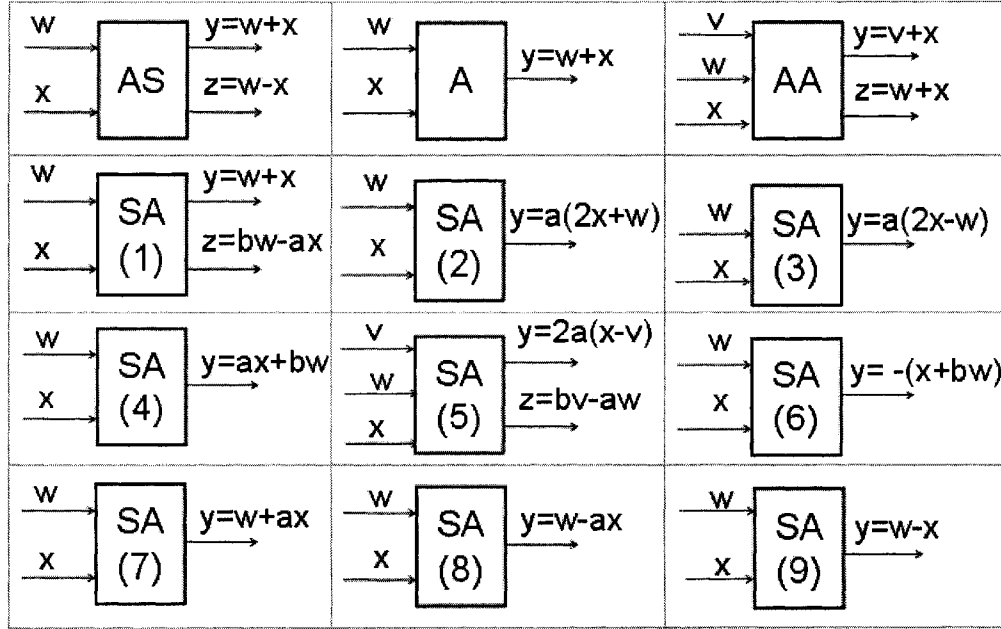 w
y=w+x
AS
x
z=w-x
w
y=w+x
x
A
v
y=v+x
w
AA
x
z=w+x
w
y=w+x
SA
(1)
x
z=bw-ax
w
SA
(2)
x
y=a(2x+w)
w
SA
(3)
x
y=a(2x-w)
w
SA
(4)
x
y=ax+bw
v
y=2a(x-v)
w
SA
(5)
x
z=bv-aw
w
SA
(6)
x
y= -(x+bw)
w
SA
(7)
x
y=w+ax
w
SA
(8)
x
y=w-ax
w
SA
(9)
x
y=w-x